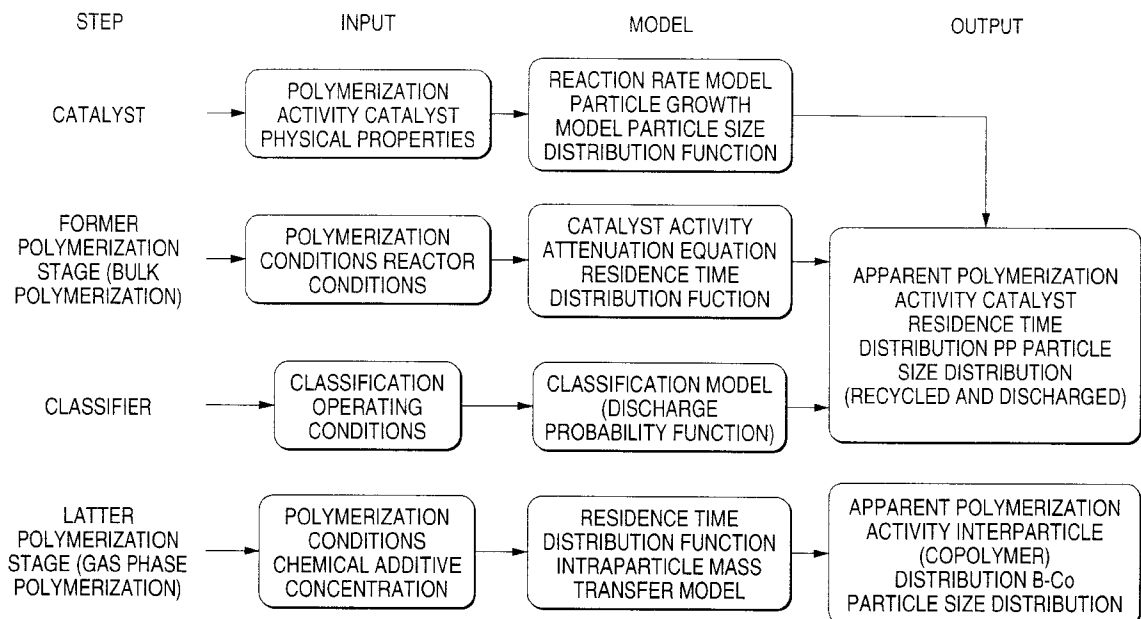 STEP
INPUT
MODEL
OUTPUT
CATALYST
POLYMERIZATION
ACTIVITY CATALYST
PHYSICAL PROPERTIES
REACTION RATE MODEL
PARTICLE GROWTH
MODEL PARTICLE SIZE
DISTRIBUTION FUNCTION
FORMER
POLYMERIZATION
STAGE (BULK
POLYMERIZATION)
POLYMERIZATION
CONDITIONS REACTOR
CONDITIONS
CATALYST ACTIVITY
ATTENUATION EQUATION
RESIDENCE TIME
DISTRIBUTION FUCTION
APPARENT POLYMERIZATION
ACTIVITY CATALYST
RESIDENCE TIME
DISTRIBUTION PP PARTICLE
SIZE DISTRIBUTION
(RECYCLED AND DISCHARGED)
CLASSIFIER
CLASSIFICATION
OPERATING
CONDITIONS
CLASSIFICATION MODEL
(DISCHARGE
PROBABILITY FUNCTION)
LATTER
POLYMERIZATION
STAGE (GAS PHASE
POLYMERIZATION)
POLYMERIZATION
CONDITIONS
CHEMICAL ADDITIVE
CONCENTRATION
RESIDENCE TIME
DISTRIBUTION FUNCTION
INTRAPARTICLE MASS
TRANSFER MODEL
APPARENT POLYMERIZATION
ACTIVITY INTERPARTICLE
(COPOLYMER)
DISTRIBUTION B-Co
PARTICLE SIZE DISTRIBUTION